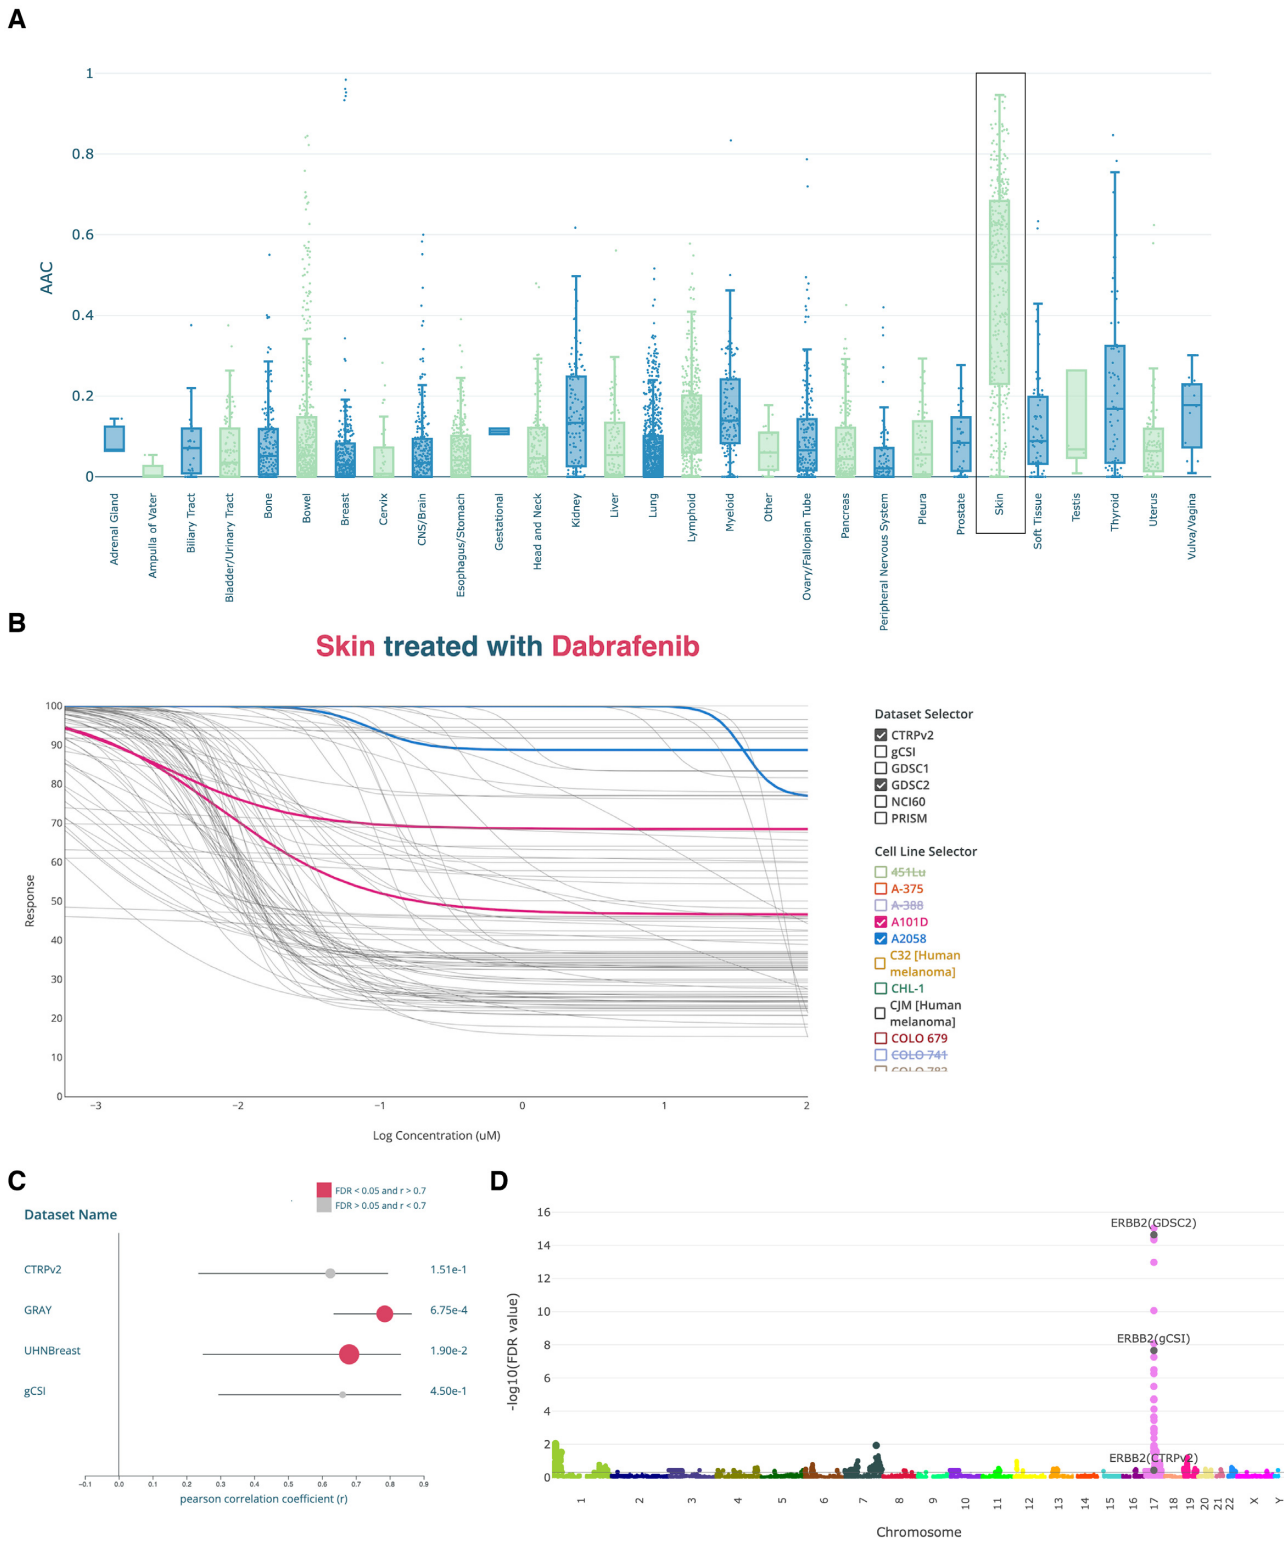 A
1
0.8
0.6
0.4
0.2
0
AAC
Adrenal Gland
Ampulla of Vater
Biliary Tract
Bladder/Urinary Tract
Bone
Bowel
Breast
Cervix
CNS/Brain
Esophagus/Stomach
Gestational
Head and Neck
Kidney
Liver
Lung
Lymphoid
Myeloid
Other
Ovary/Fallopian Tube
Pancreas
Peripheral Nervous System
Pleura
Prostate
Skin
Soft Tissue
Testis
Thyroid
Uterus
Vulva/Vagina
B
Skin treated with Dabrafenib
100
90
80
70
60
50
40
30
20
10
0
Response
−3
−2
−1
0
1
2
Log Concentration (uM)
Dataset Selector
CTRPv2
gCSI
GDSC1
GDSC2
NCI60
PRISM
Cell Line Selector
451Lu
A-375
A-388
A101D
A2058
C32 [Human
melanoma]
CHL-1
CJM [Human
melanoma]
COLO 679
COLO 741
COLO 783
C
FDR < 0.05 and r > 0.7
FDR > 0.05 and r < 0.7
Dataset Name
CTRPv2 1.51e-1
GRAY 6.75e-4
UHNBreast 1.90e-2
gCSI 4.50e-1
−0.1 0.0 0.1 0.2 0.3 0.4 0.5 0.6 0.7 0.8 0.9
pearson correlation coefficient (r)
D
16
14
12
10
8
6
4
2
0
-log10(FDR value)
ERBB2(GDSC2)
ERBB2(gCSI)
ERBB2(CTRPv2)
1 2 3 4 5 6 7 8 9 10 11 12 13 14 15 16 17 18 19 20 21 22 X Y
Chromosome